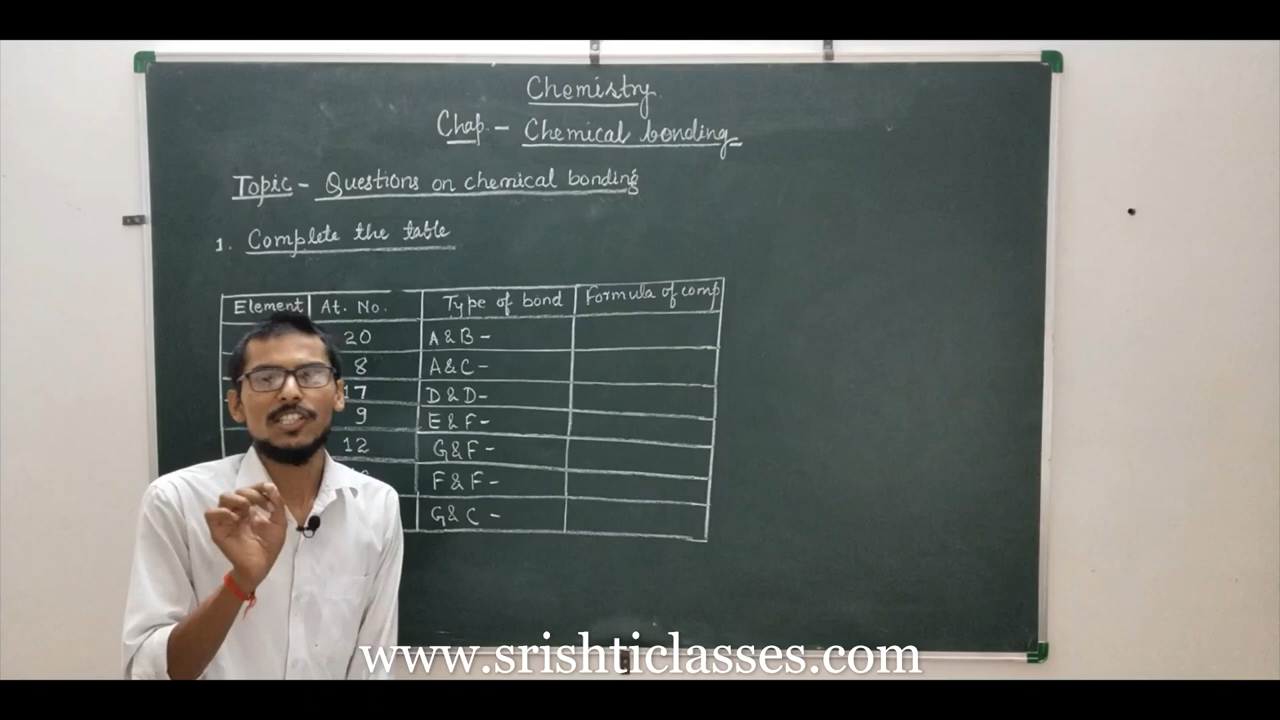 Chemistry
Chap - Chemical bonding
Topic - Questions on chemical bonding
1. Complete the table
Element At. No. Type of bond Formula of comp
20 A & B -
8 A & C -
17 D & D -
9 E & F -
12 G & F -
F & F -
G & C -
www.srishticlasses.com